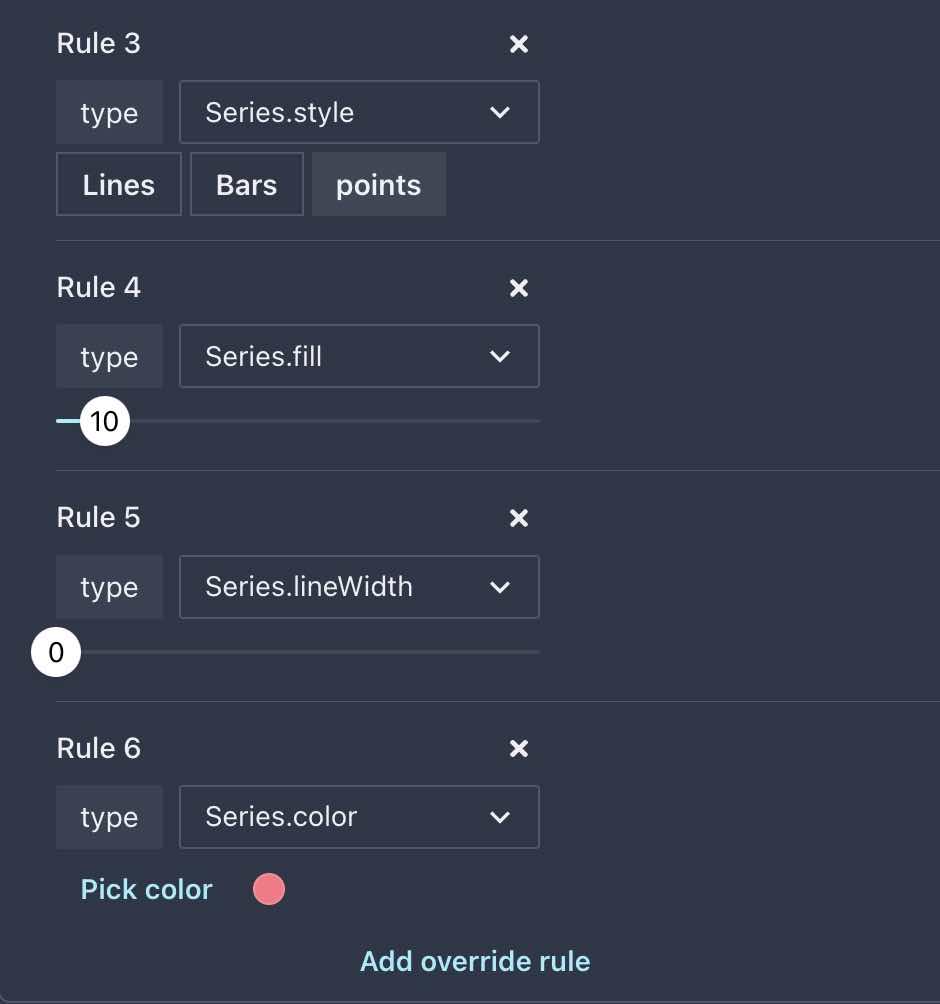 Rule 3
type Series.style
Lines Bars points
Rule 4
type Series.fill
10
Rule 5
type Series.lineWidth
0
Rule 6
type Series.color
Pick color
Add override rule